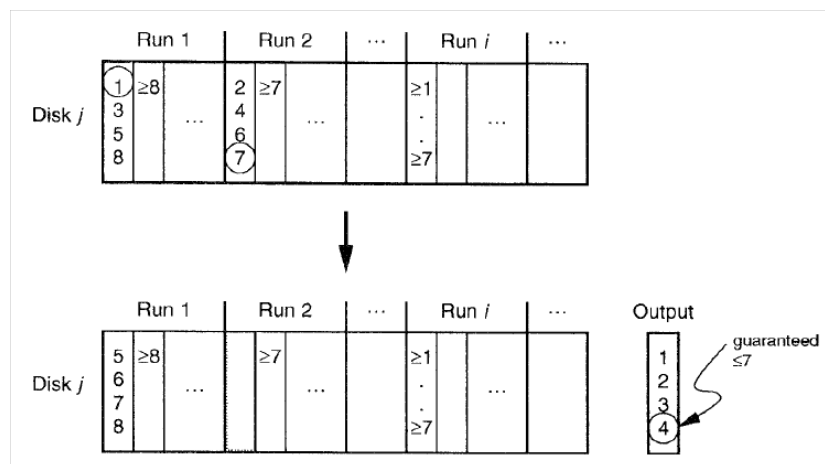 Run 1 Run 2 ... Run i ...
1 ≥8 2 ≥7 ≥1
3 4 .
Disk j ... ... ...
5 6 .
8 7 ≥7
Run 1 Run 2 ... Run i ... Output
guaranteed
≤7
5 ≥8 ≥7 ≥1 1
6 . 2
Disk j ... ... ...
7 . 3
8 ≥7 4